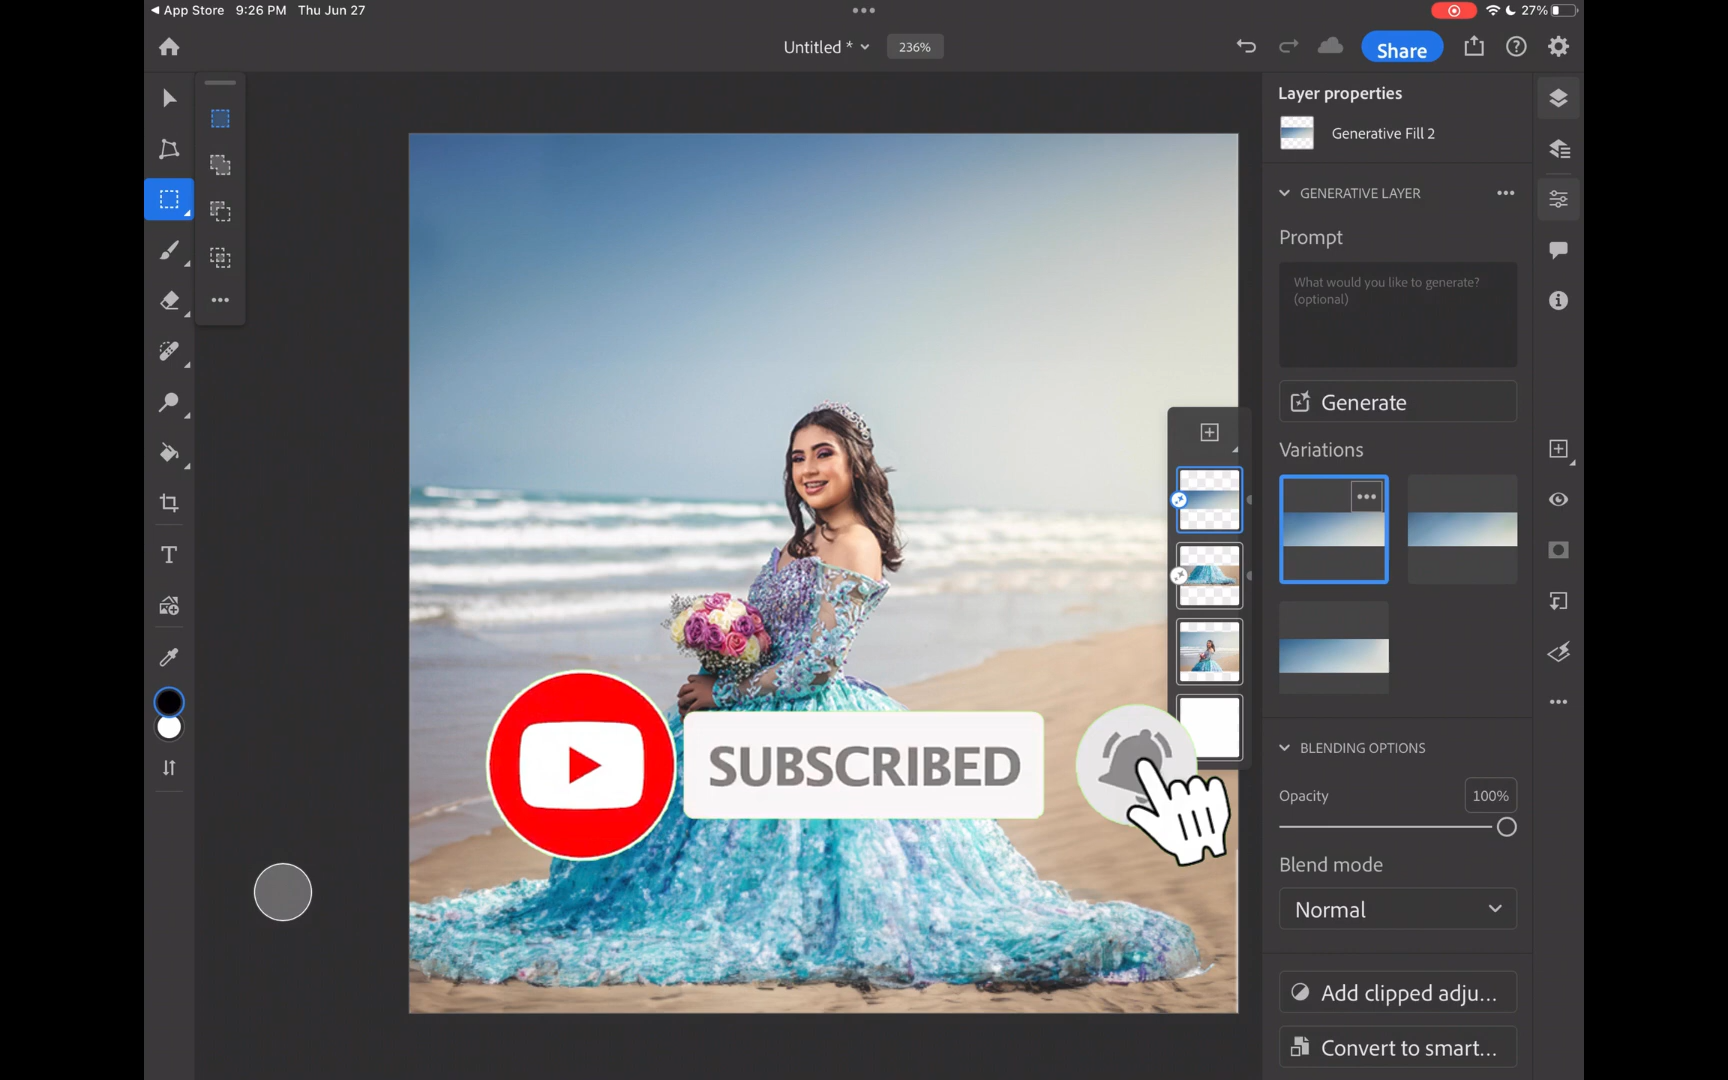 App Store 9:26 PM Thu Jun 27
27%
Untitled *
236%
Share
Layer properties
Generative Fill 2
GENERATIVE LAYER
Prompt
What would you like to generate?
(optional)
Generate
Variations
SUBSCRIBED
BLENDING OPTIONS
Opacity
100%
Blend mode
Normal
Add clipped adju...
Convert to smart...